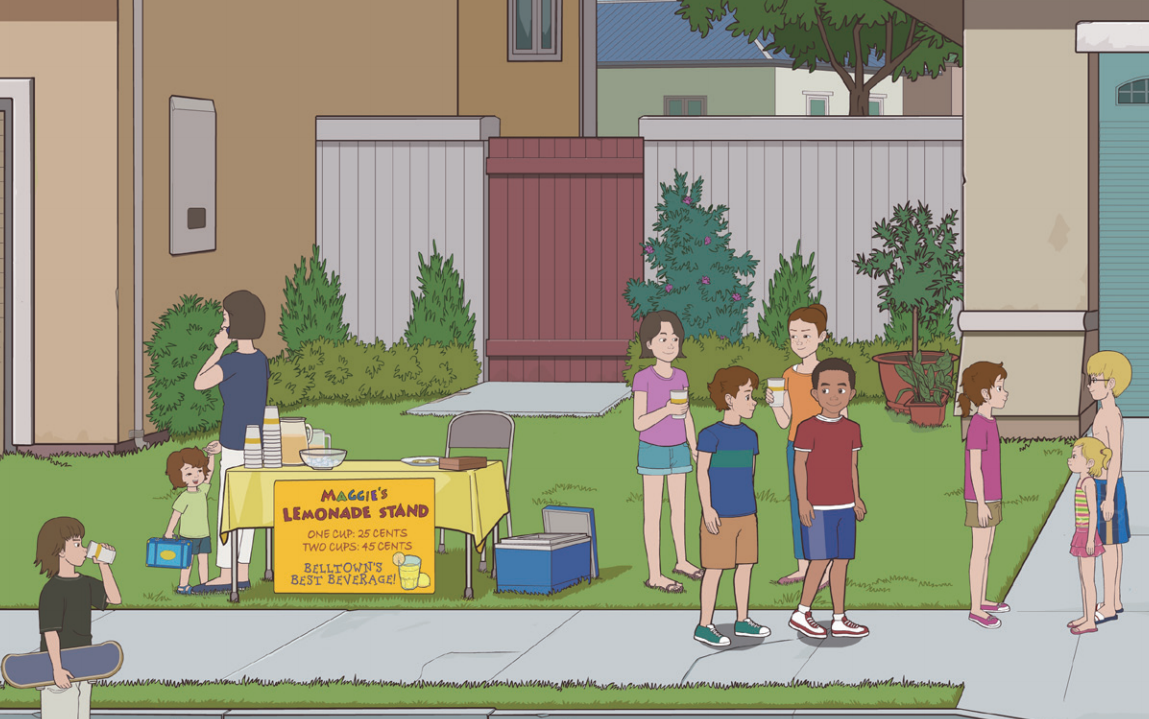 MAGGIE'S
LEMONADE STAND
ONE CUP: 25 CENTS
TWO CUPS: 45 CENTS
BELLTOWN'S
BEST BEVERAGE!